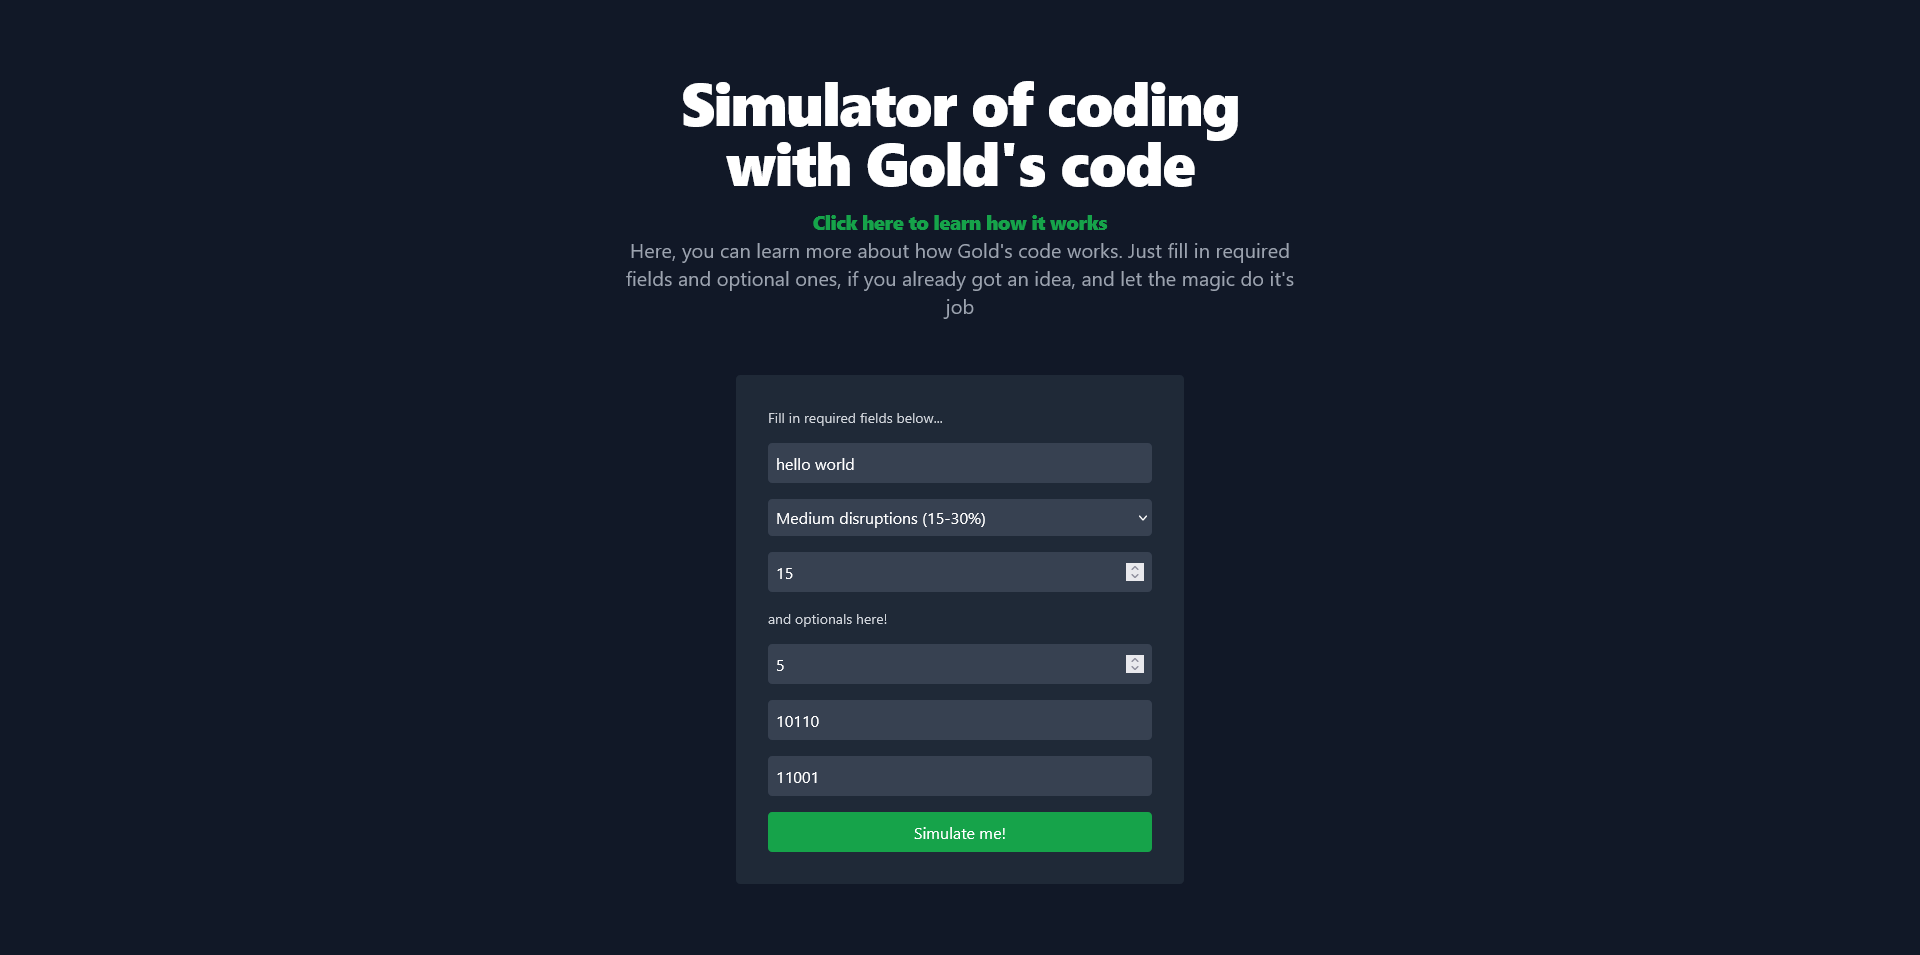 Simulator of coding
with Gold's code
Click here to learn how it works
Here, you can learn more about how Gold's code works. Just fill in required
fields and optional ones, if you already got an idea, and let the magic do it's
job
Fill in required fields below...
hello world
Medium disruptions (15-30%)
15
and optionals here!
5
10110
11001
Simulate me!